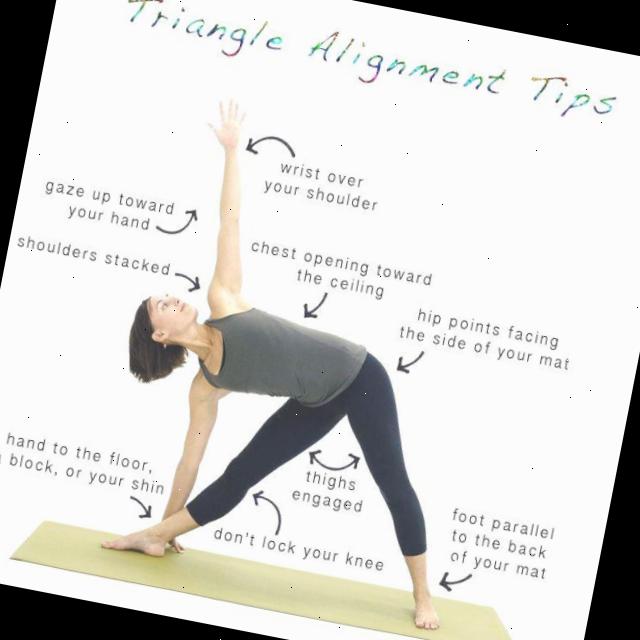 Triangle Alignment Tips
wrist over
your shoulder
gaze up toward
your hand
shoulders stacked
chest opening toward
the ceiling
hip points facing
the side of your mat
hand to the floor,
block, or your shin
thighs
engaged
don't lock your knee
foot parallel
to the back
of your mat